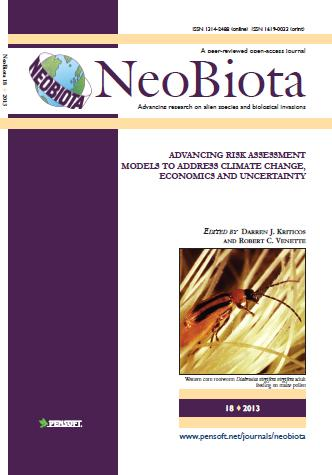 ISSN 1314-2488 (online) ISSN 1619-0033 (print)
A peer-reviewed open-access journal
NeoBiota 18 2013
NEOBIOTA
NeoBiota
Advancing research on alien species and biological invasions
ADVANCING RISK ASSESSMENT
MODELS TO ADDRESS CLIMATE CHANGE,
ECONOMICS AND UNCERTAINTY
EDITED BY DARREN J. KRITICOS
AND ROBERT C. VENETTE
Western corn rootworm Diabrotica virgifera virgifera adult
feeding on maize pollen
PENSOFT
18 ♦ 2013
www.pensoft.net/journals/neobiota